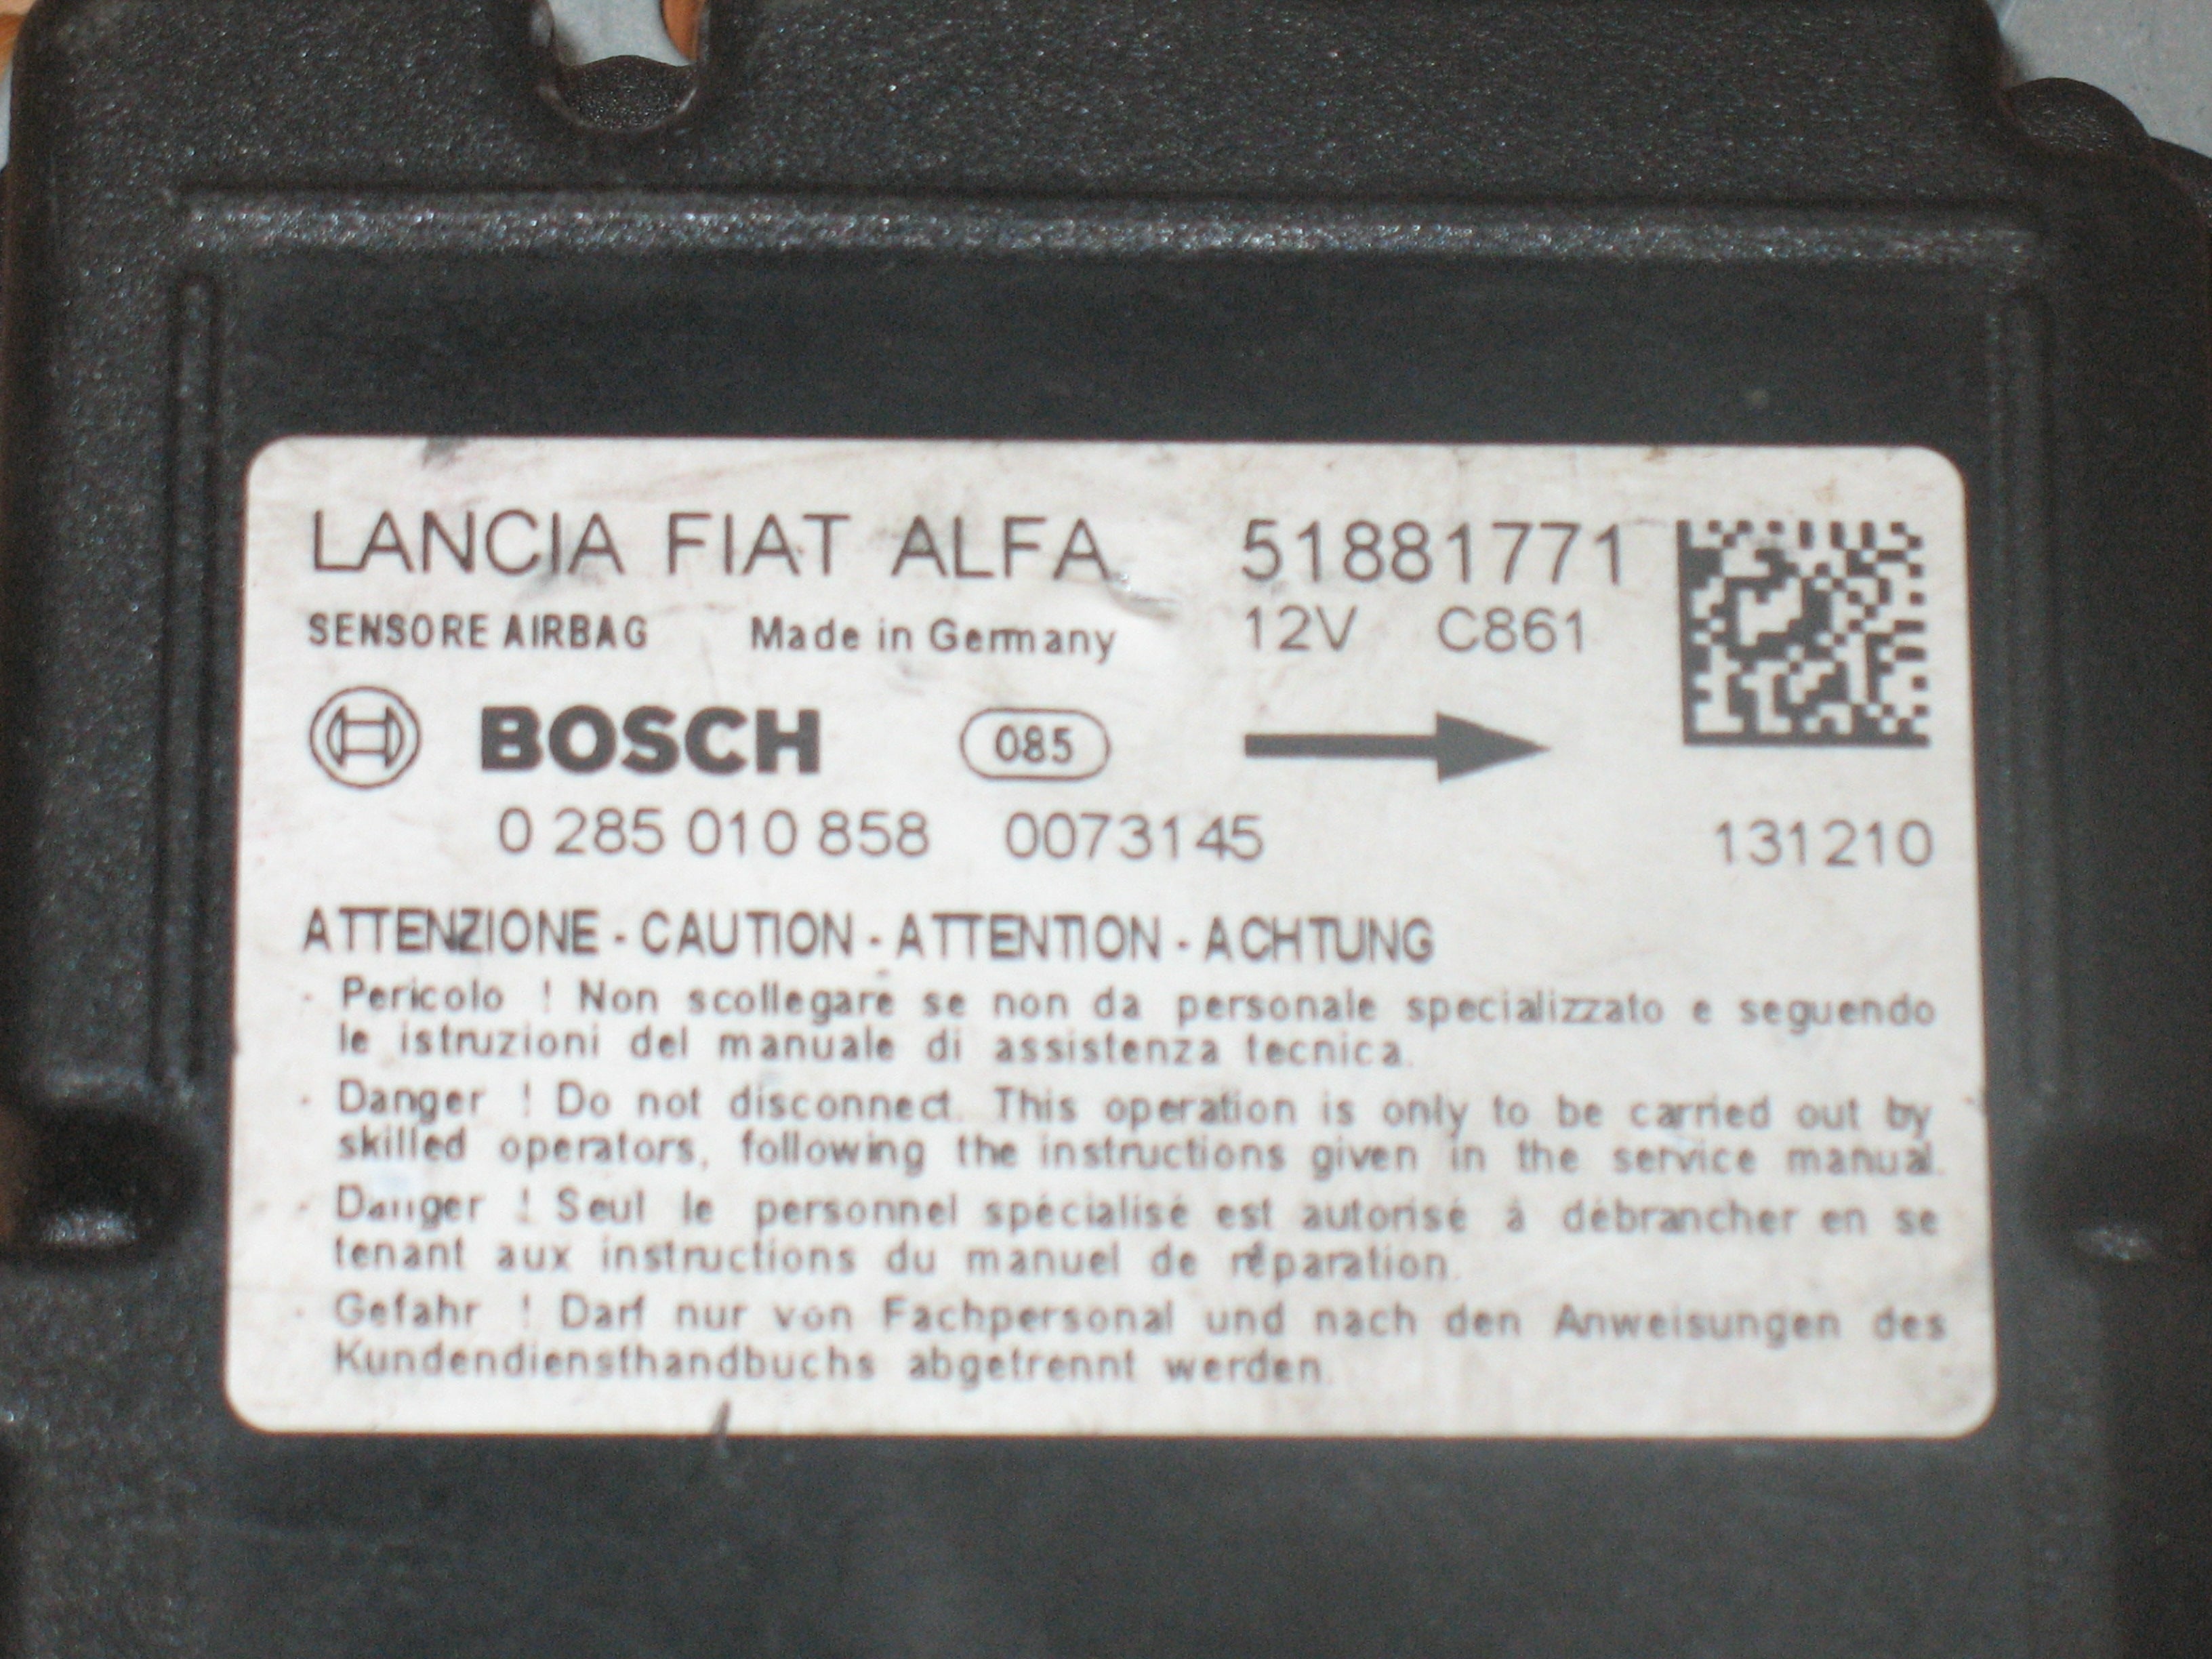 LANCIA FIAT ALFA 51881771
SENSORE AIRBAG Made in Germany 12V C861
BOSCH 085
0 285 010 858 0073145 131210
ATTENZIONE - CAUTION - ATTENTION - ACHTUNG
- Pericolo ! Non scollegare se non da personale specializzato e seguendo
le istruzioni del manuale di assistenza tecnica.
- Danger ! Do not disconnect. This operation is only to be carried out by
skilled operators, following the instructions given in the service manual.
- Danger ! Seul le personnel spécialisé est autorisé à débrancher en se
tenant aux instructions du manuel de réparation.
- Gefahr ! Darf nur von Fachpersonal und nach den Anweisungen des
Kundendiensthandbuchs abgetrennt werden.